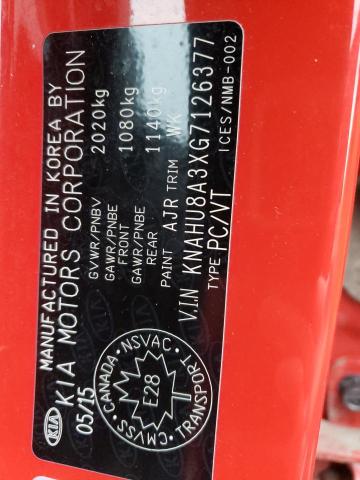 MANUFACTURED IN KOREA BY
KIA KIA MOTORS CORPORATION
05/15
GVWR/PNBV 2020kg
GAWR/PNBE FRONT 1080kg
GAWR/PNBE REAR 1140kg
PAINT AJR TRIM WK
V.I.N KNAHU8A3XG7126377
TYPE PC/VT
ICES/NMB-002
CANADA · NSVAC · TRANSPORT · CMVSS
E28